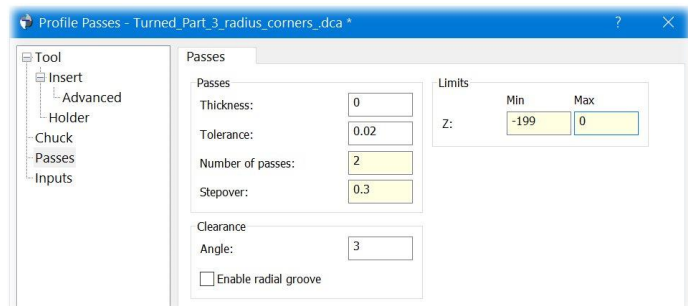 Profile Passes - Turned_Part_3_radius_corners_.dca *
? ×
Tool
Insert
Advanced
Holder
Chuck
Passes
Inputs
Passes
Passes
Thickness: 0
Tolerance: 0.02
Number of passes: 2
Stepover: 0.3
Limits
Min Max
Z: -199 0
Clearance
Angle: 3
Enable radial groove